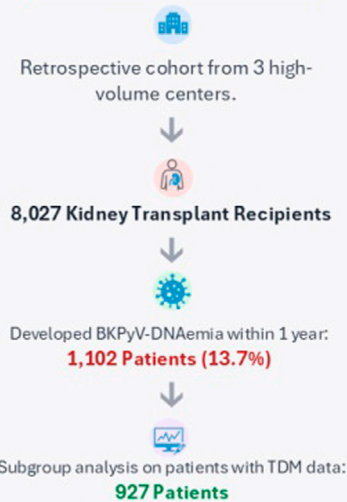 Retrospective cohort from 3 high-
volume centers.
8,027 Kidney Transplant Recipients
Developed BKPyV-DNAemia within 1 year:
1,102 Patients (13.7%)
Subgroup analysis on patients with TDM data:
927 Patients